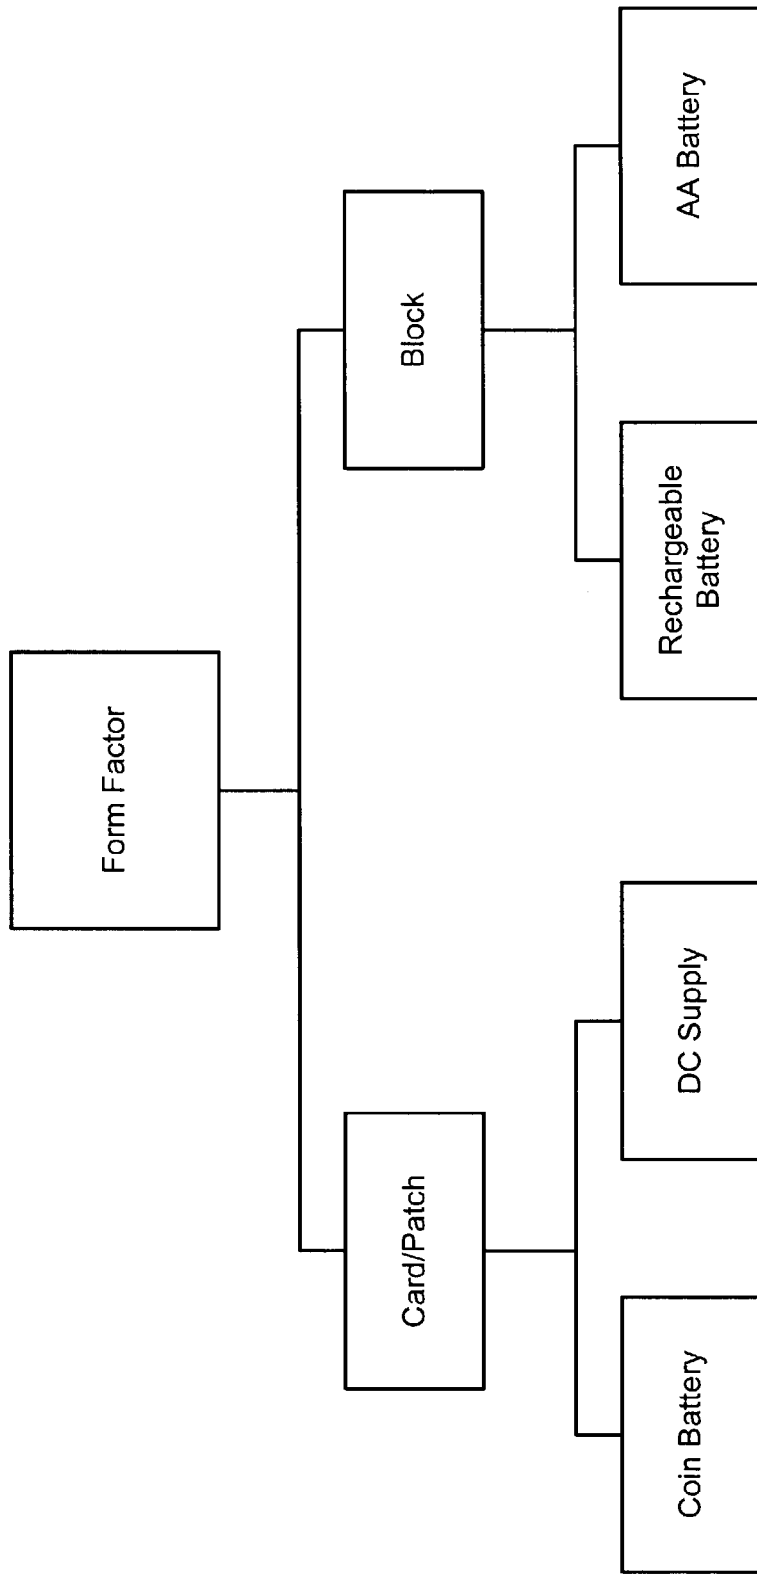 Form Factor
Card/Patch
Block
Coin Battery
DC Supply
Rechargeable
Battery
AA Battery